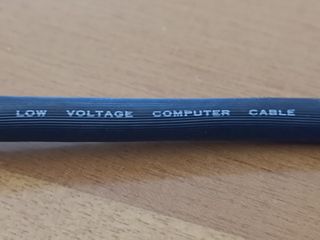 LOW VOLTAGE COMPUTER CABLE